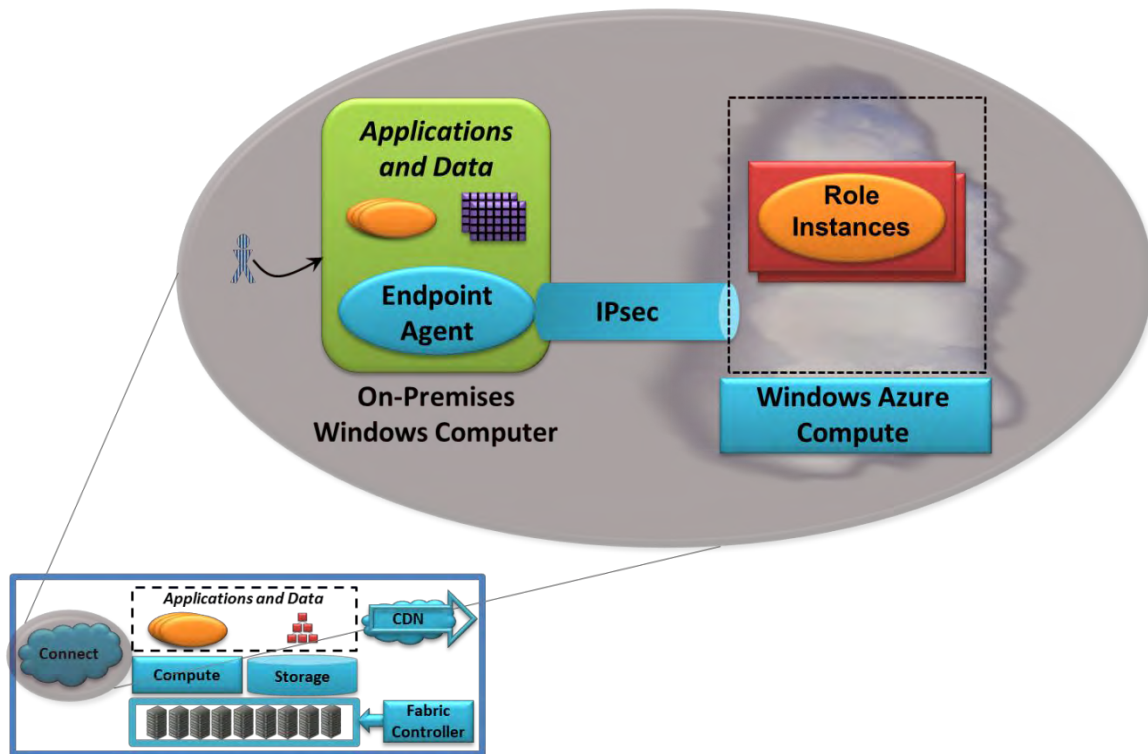 Applications
and Data
Role
Instances
Endpoint
Agent
IPsec
On-Premises
Windows Computer
Windows Azure
Compute
Applications and Data
CDN
Connect
Compute
Storage
Fabric
Controller